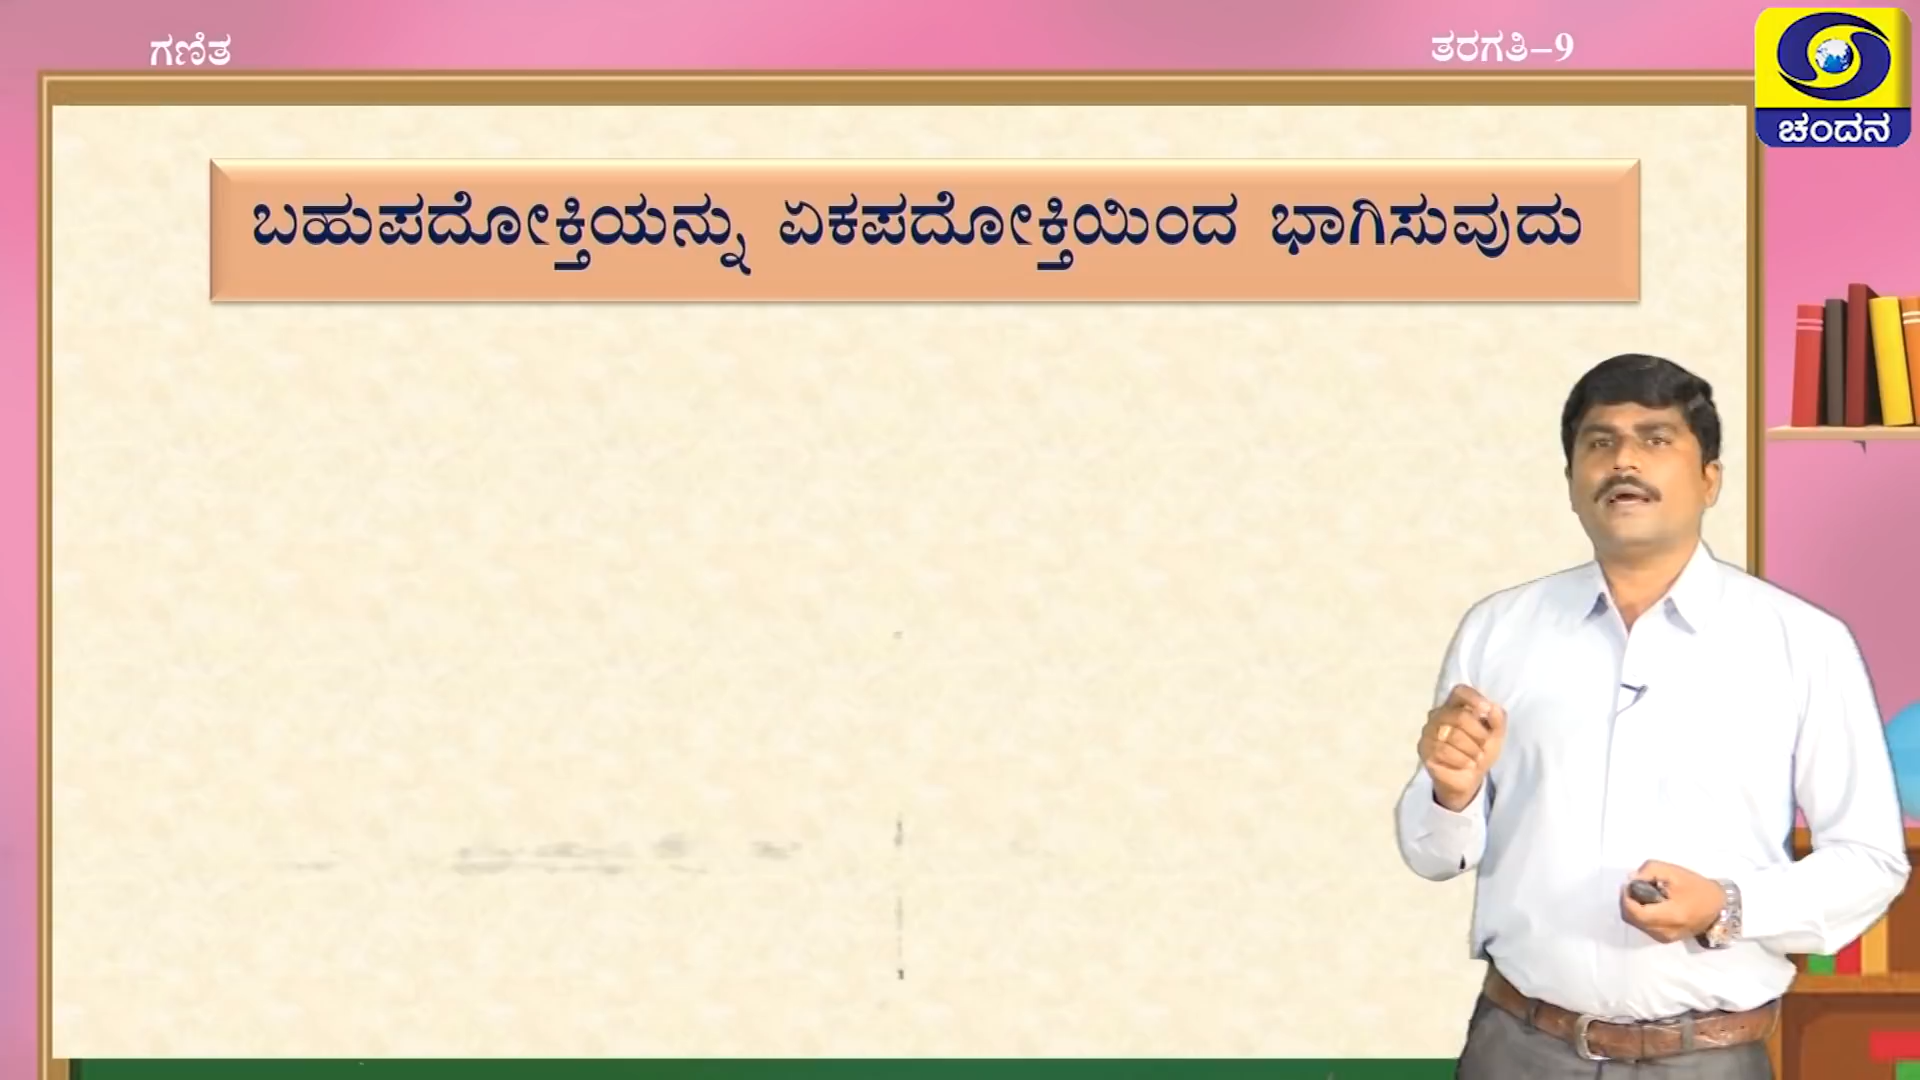 ಗಣಿತ
ತರಗತಿ–9
ಚಂದನ
ಬಹುಪದೋಕ್ತಿಯನ್ನು ಏಕಪದೋಕ್ತಿಯಿಂದ ಭಾಗಿಸುವುದು